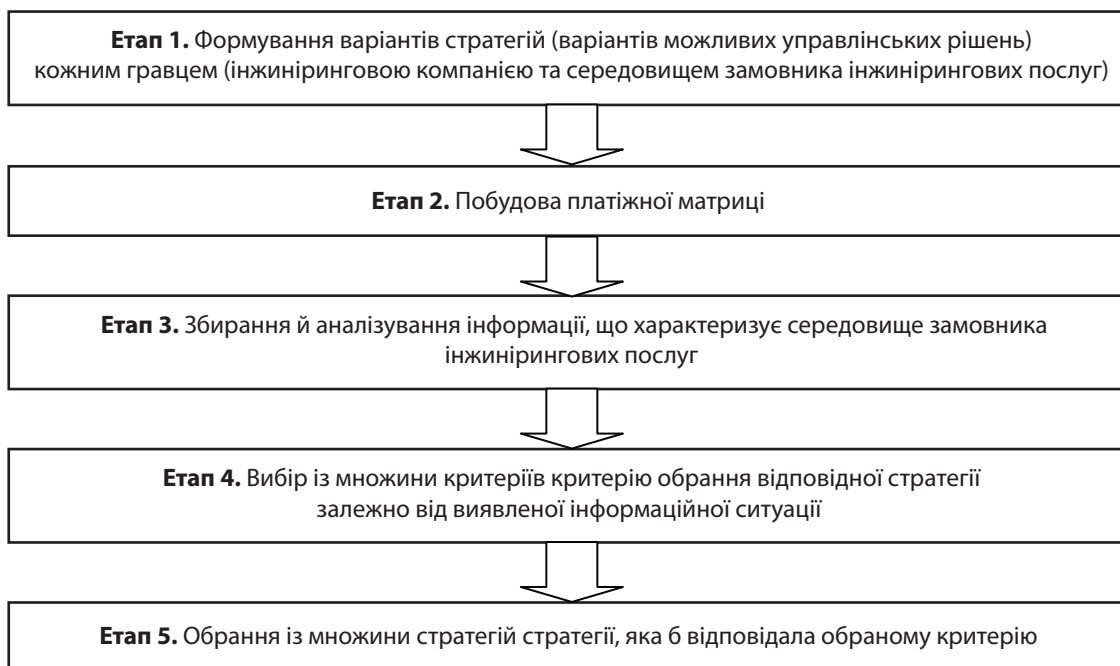 Етап 1. Формування варіантів стратегій (варіантів можливих управлінських рішень)
кожним гравцем (інжиніринговою компанією та середовищем замовника інжинірингових послуг)
Етап 2. Побудова платіжної матриці
Етап 3. Збирання й аналізування інформації, що характеризує середовище замовника
інжинірингових послуг
Етап 4. Вибір із множини критеріїв критерію обрання відповідної стратегії
залежно від виявленої інформаційної ситуації
Етап 5. Обрання із множини стратегій стратегії, яка б відповідала обраному критерію